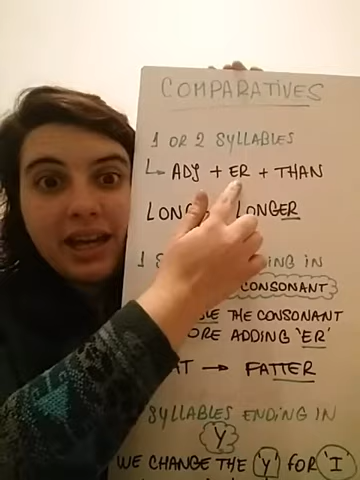 COMPARATIVES
1 OR 2 SYLLABLES
↳ ADJ + ER + THAN
LONG LONGER
1 IN
CONSONANT
THE CONSONANT
ADDING 'ER'
→ FATTER
SYLLABLES ENDING IN
Y
WE CHANGE THE 'Y' FOR 'I'